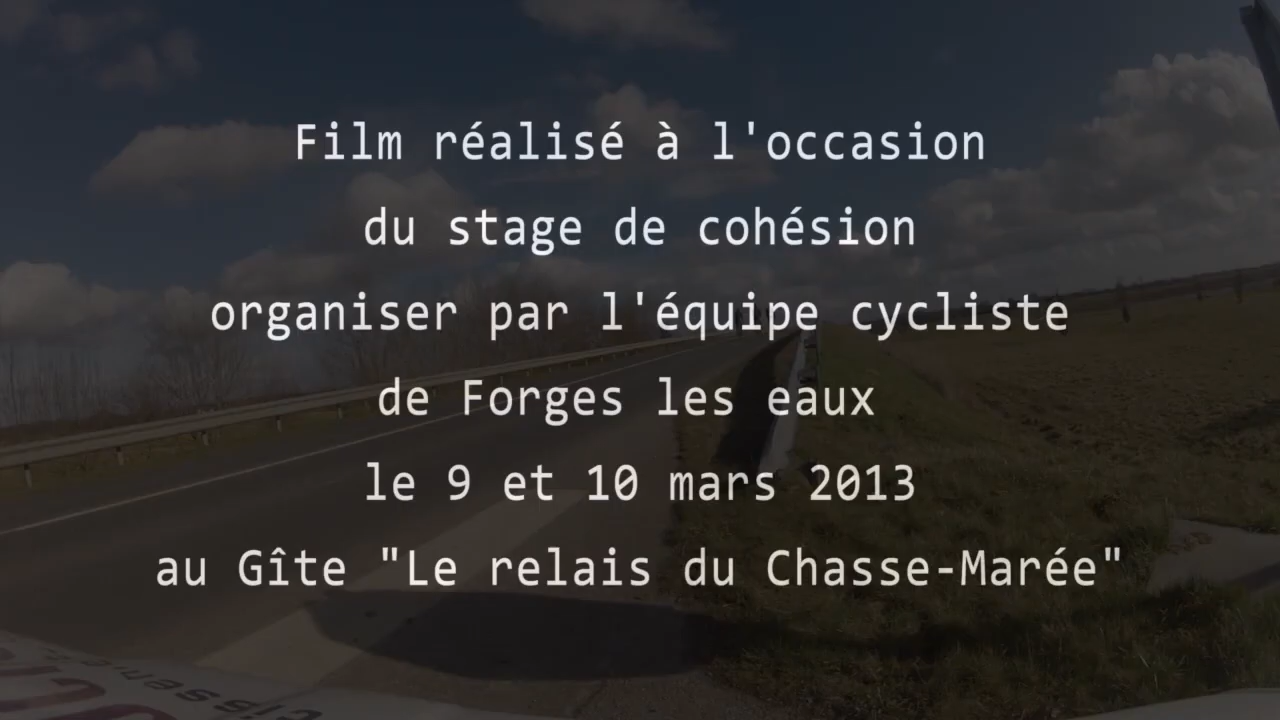 Film réalisé à l'occasion
du stage de cohésion
organiser par l'équipe cycliste
de Forges les eaux
le 9 et 10 mars 2013
au Gîte "Le relais du Chasse-Marée"